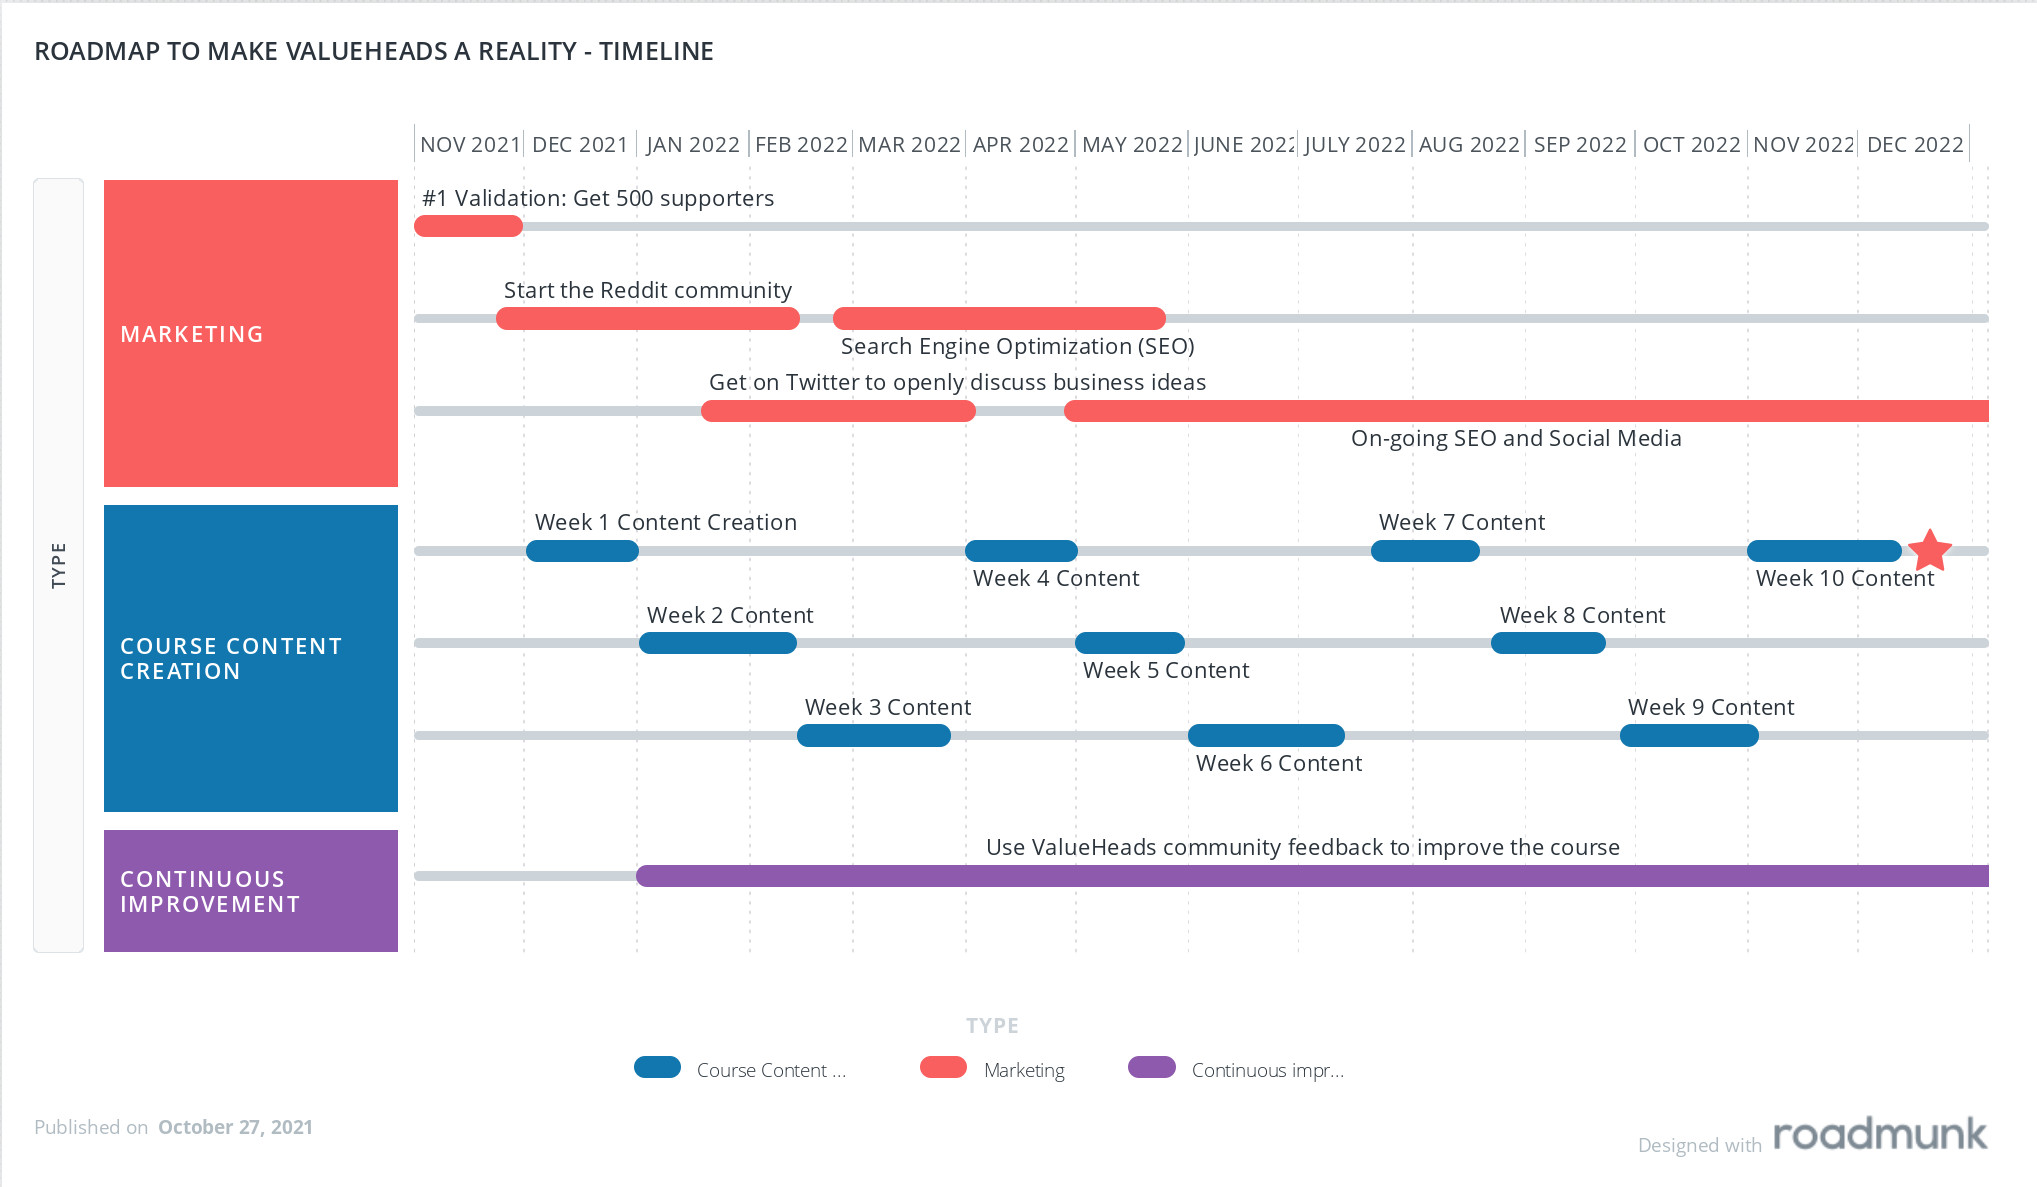 ROADMAP TO MAKE VALUEHEADS A REALITY - TIMELINE
NOV 2021 DEC 2021 JAN 2022 FEB 2022 MAR 2022 APR 2022 MAY 2022 JUNE 2022 JULY 2022 AUG 2022 SEP 2022 OCT 2022 NOV 2022 DEC 2022
TYPE
MARKETING
#1 Validation: Get 500 supporters
Start the Reddit community
Search Engine Optimization (SEO)
Get on Twitter to openly discuss business ideas
On-going SEO and Social Media
COURSE CONTENT
CREATION
Week 1 Content Creation
Week 7 Content
Week 4 Content
Week 10 Content
Week 2 Content
Week 8 Content
Week 5 Content
Week 3 Content
Week 9 Content
Week 6 Content
CONTINUOUS
IMPROVEMENT
Use ValueHeads community feedback to improve the course
TYPE
Course Content ...
Marketing
Continuous impr...
Published on October 27, 2021
Designed with roadmunk